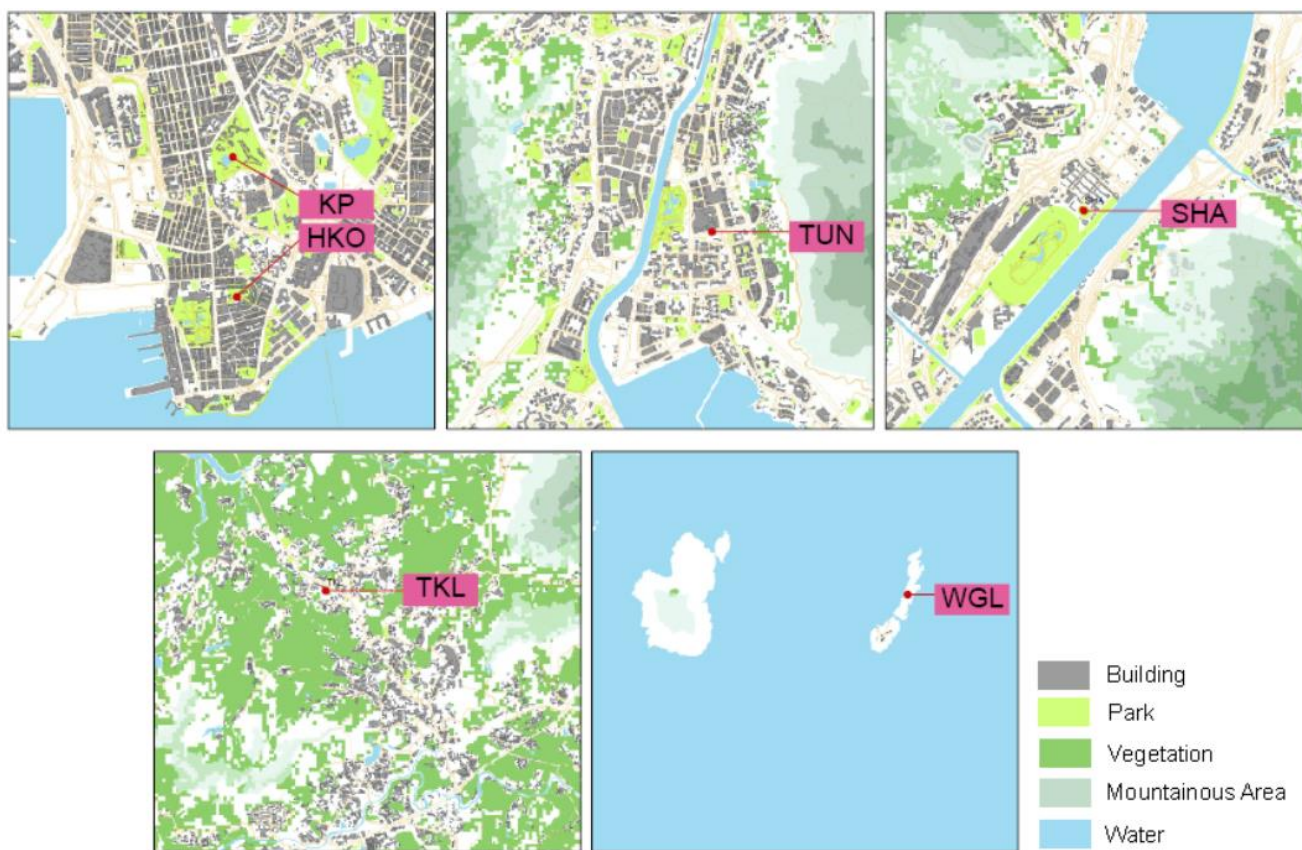 KP
HKO
TUN
SHA
TKL
WGL
Building
Park
Vegetation
Mountainous Area
Water